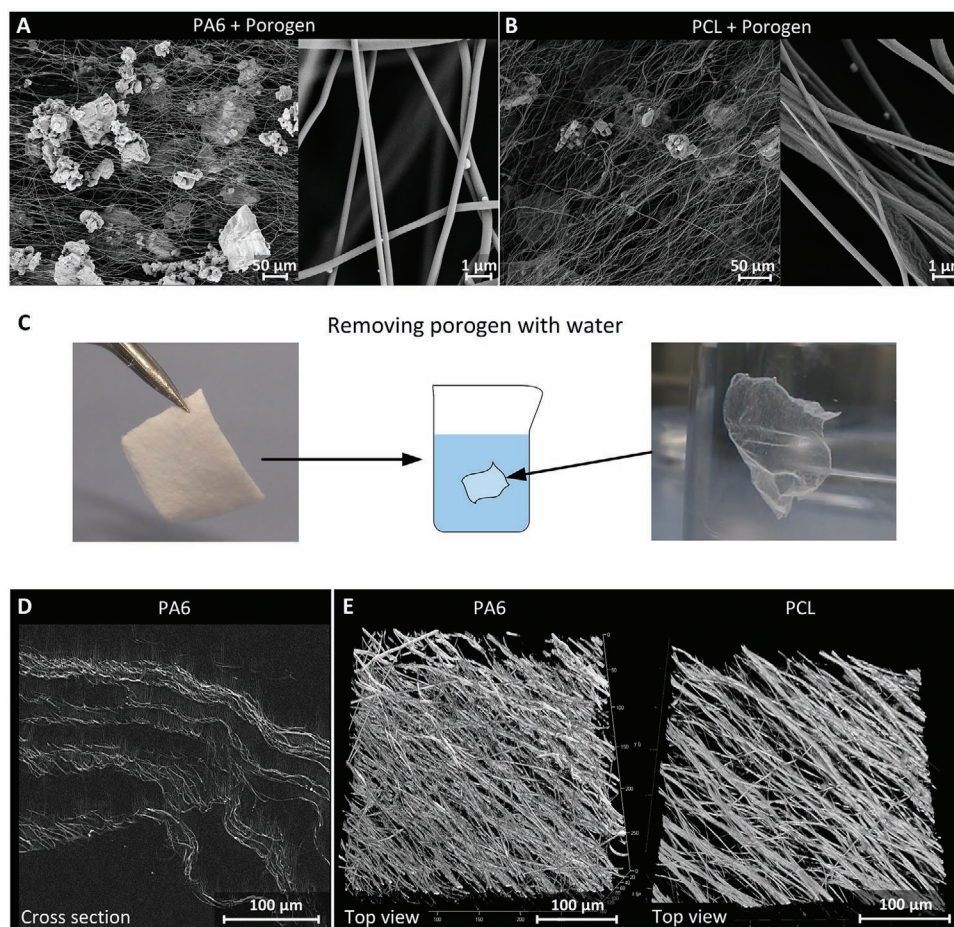 A
PA6 + Porogen
50 µm
1 µm
B
PCL + Porogen
50 µm
1 µm
C
Removing porogen with water
D
PA6
Cross section
100 µm
E
PA6
Top view
100 µm
PCL
Top view
100 µm